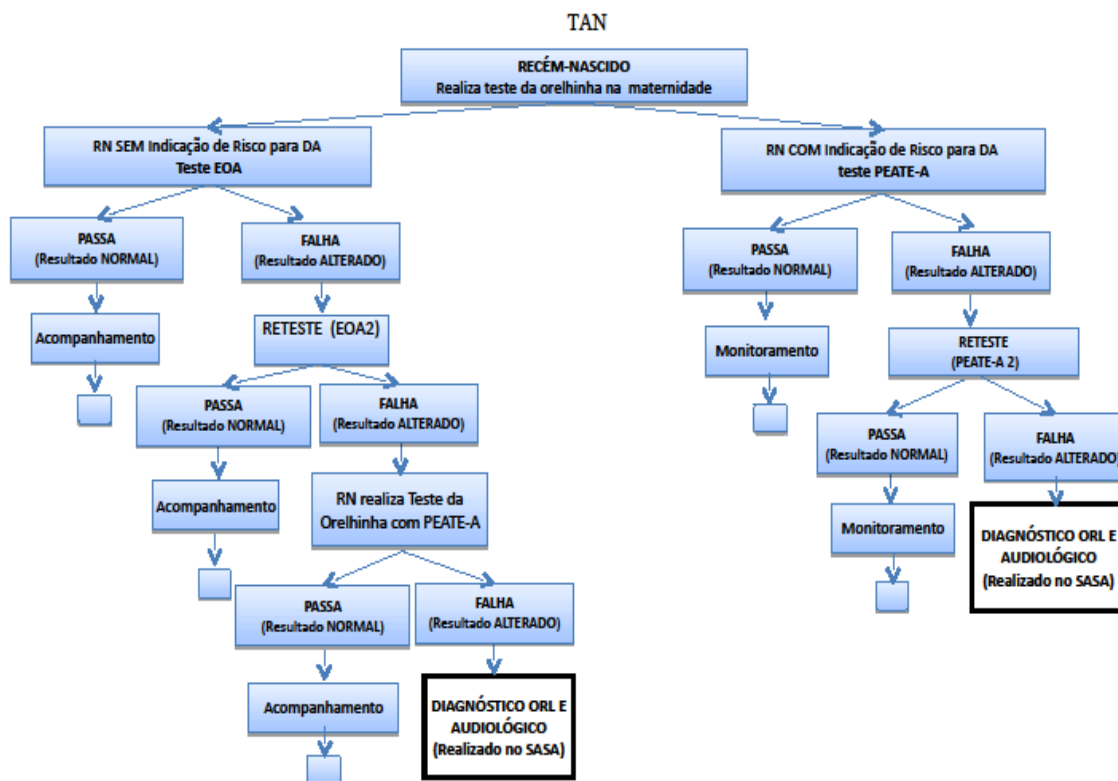 TAN
RECÉM-NASCIDO
Realiza teste da orelhinha na maternidade
RN SEM Indicação de Risco para DA
Teste EOA
RN COM Indicação de Risco para DA
teste PEATE-A
PASSA
(Resultado NORMAL)
FALHA
(Resultado ALTERADO)
PASSA
(Resultado NORMAL)
FALHA
(Resultado ALTERADO)
Acompanhamento
RETESTE (EOA2)
Monitoramento
RETESTE
(PEATE-A 2)
PASSA
(Resultado NORMAL)
FALHA
(Resultado ALTERADO)
PASSA
(Resultado NORMAL)
FALHA
(Resultado ALTERADO)
Acompanhamento
RN realiza Teste da
Orelhinha com PEATE-A
Monitoramento
DIAGNÓSTICO ORL E
AUDIOLÓGICO
(Realizado no SASA)
PASSA
(Resultado NORMAL)
FALHA
(Resultado ALTERADO)
Acompanhamento
DIAGNÓSTICO ORL E
AUDIOLÓGICO
(Realizado no SASA)